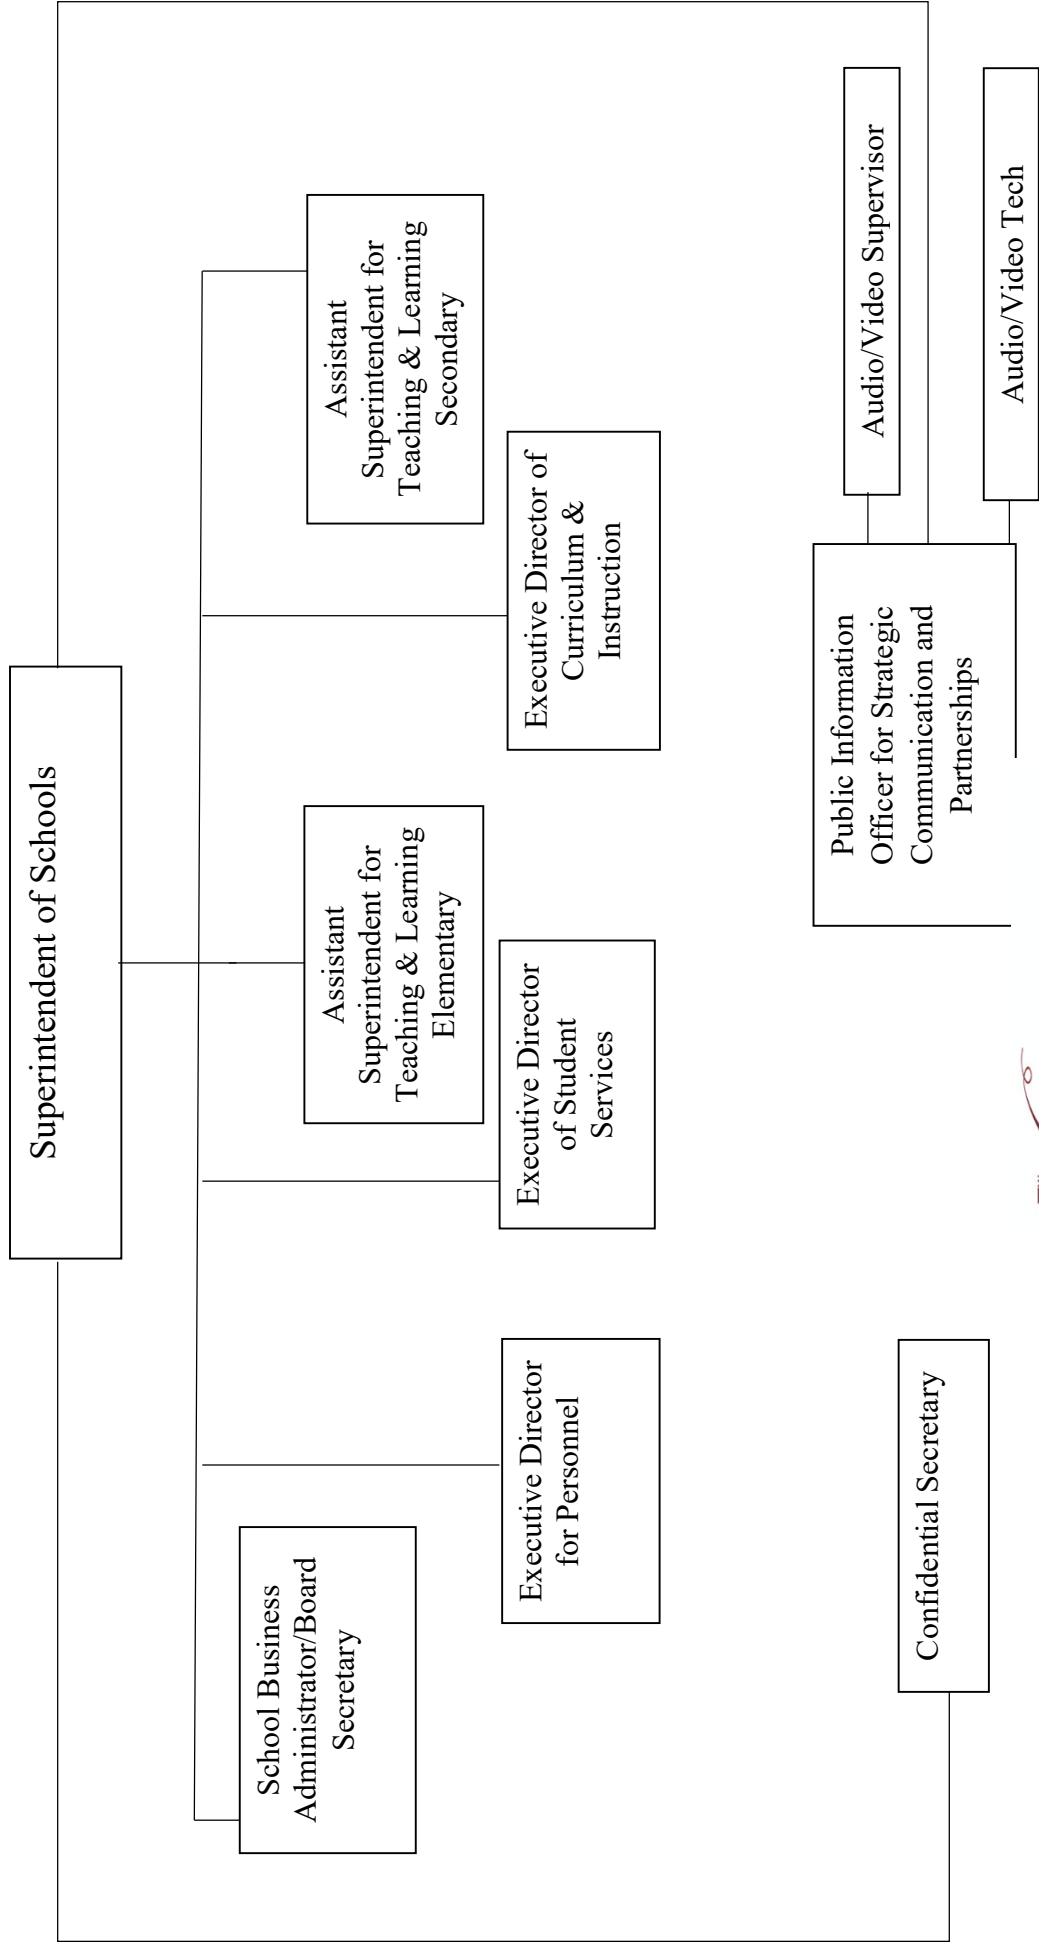 Superintendent of Schools
School Business
Administrator/Board
Secretary
Assistant
Superintendent for
Teaching & Learning
Elementary
Assistant
Superintendent for
Teaching & Learning
Secondary
Executive Director
for Personnel
Executive Director
of Student
Services
Executive Director of
Curriculum &
Instruction
Confidential Secretary
Public Information
Officer for Strategic
Communication and
Partnerships
Audio/Video Supervisor
Audio/Video Tech